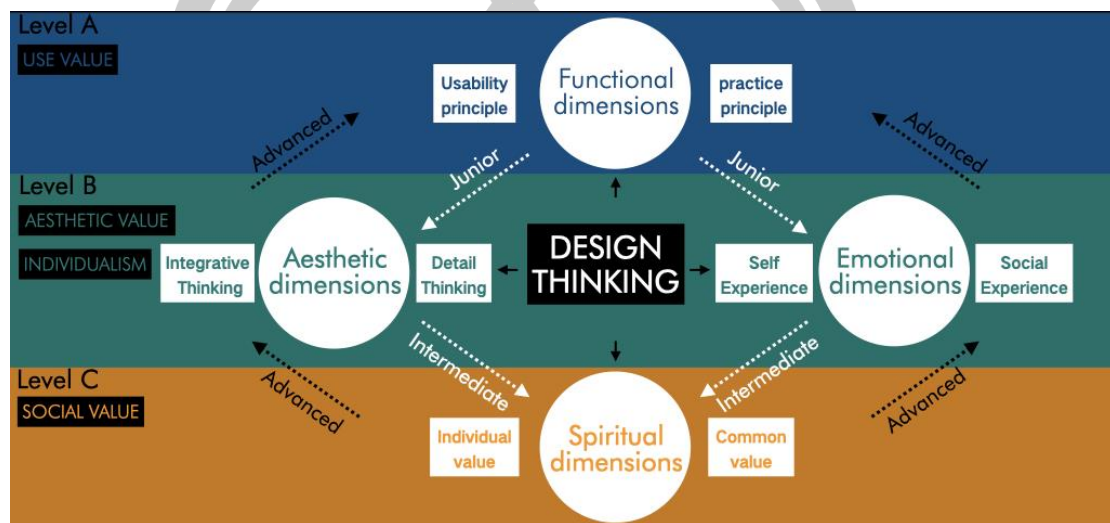 Level A
USE VALUE
Usability
principle
Functional
dimensions
practice
principle
Advanced
Junior
Junior
Advanced
Level B
AESTHETIC VALUE
INDIVIDUALISM
Integrative
Thinking
Aesthetic
dimensions
Detail
Thinking
DESIGN
THINKING
Self
Experience
Emotional
dimensions
Social
Experience
Advanced
Intermediate
Intermediate
Advanced
Level C
SOCIAL VALUE
Individual
value
Spiritual
dimensions
Common
value